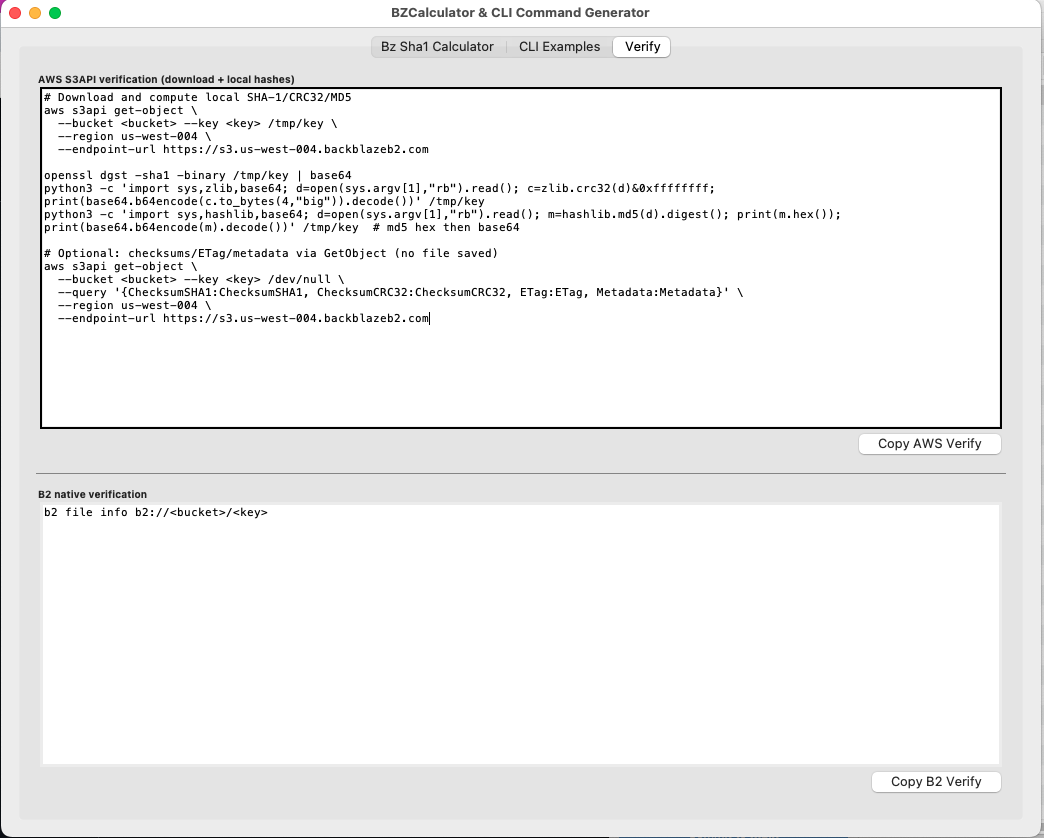 BZCalculator & CLI Command Generator
Bz Sha1 Calculator CLI Examples Verify
AWS S3API verification (download + local hashes)
# Download and compute local SHA-1/CRC32/MD5
aws s3api get-object \
  --bucket <bucket> --key <key> /tmp/key \
  --region us-west-004 \
  --endpoint-url https://s3.us-west-004.backblazeb2.com

openssl dgst -sha1 -binary /tmp/key | base64
python3 -c 'import sys,zlib,base64; d=open(sys.argv[1],"rb").read(); c=zlib.crc32(d)&0xffffffff;
print(base64.b64encode(c.to_bytes(4,"big")).decode())' /tmp/key
python3 -c 'import sys,hashlib,base64; d=open(sys.argv[1],"rb").read(); m=hashlib.md5(d).digest(); print(m.hex());
print(base64.b64encode(m).decode())' /tmp/key  # md5 hex then base64

# Optional: checksums/ETag/metadata via GetObject (no file saved)
aws s3api get-object \
  --bucket <bucket> --key <key> /dev/null \
  --query '{ChecksumSHA1:ChecksumSHA1, ChecksumCRC32:ChecksumCRC32, ETag:ETag, Metadata:Metadata}' \
  --region us-west-004 \
  --endpoint-url https://s3.us-west-004.backblazeb2.com
Copy AWS Verify
B2 native verification
b2 file info b2://<bucket>/<key>
Copy B2 Verify